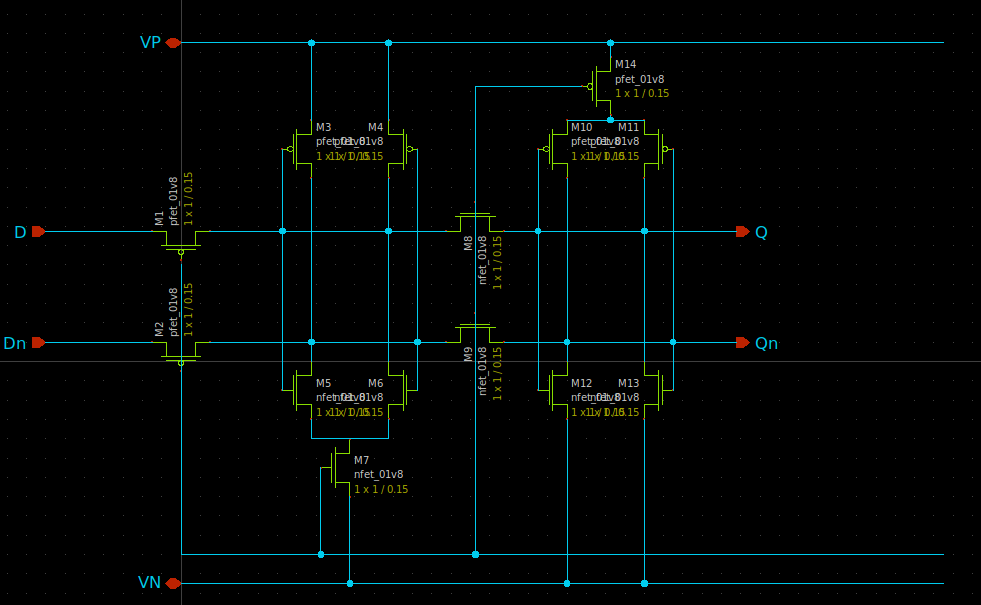 VP
M14
pfet_01v8
1 x 1 / 0.15
M3
pfet_01v8
1 x 1 / 0.15
M4
pfet_01v8
1 x 1 / 0.15
M10
pfet_01v8
1 x 1 / 0.15
M11
pfet_01v8
1 x 1 / 0.15
M1
pfet_01v8
1 x 1 / 0.15
D
M8
nfet_01v8
1 x 1 / 0.15
Q
M2
pfet_01v8
1 x 1 / 0.15
Dn
M9
nfet_01v8
1 x 1 / 0.15
Qn
M5
nfet_01v8
1 x 1 / 0.15
M6
nfet_01v8
1 x 1 / 0.15
M12
nfet_01v8
1 x 1 / 0.15
M13
nfet_01v8
1 x 1 / 0.15
M7
nfet_01v8
1 x 1 / 0.15
VN